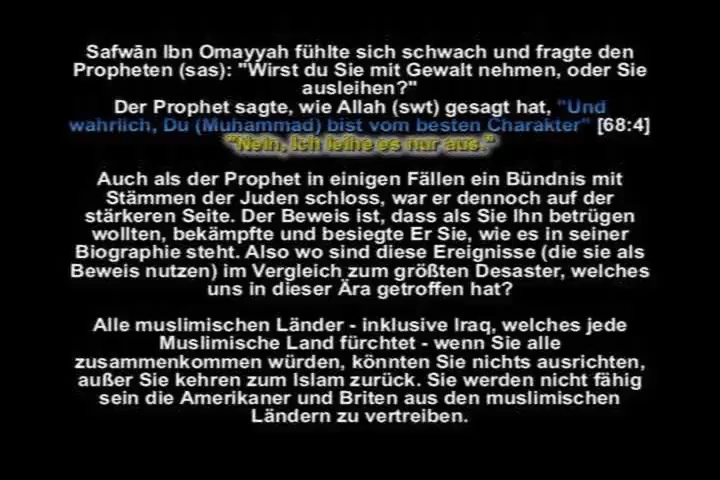 Safwān Ibn Omayyah fühlte sich schwach und fragte den
Propheten (sas): "Wirst du Sie mit Gewalt nehmen, oder Sie
ausleihen?"
Der Prophet sagte, wie Allah (swt) gesagt hat, "Und
wahrlich, Du (Muhammad) bist vom besten Charakter" [68:4]
"Nein, Ich leihe es nur aus."
Auch als der Prophet in einigen Fällen ein Bündnis mit
Stämmen der Juden schloss, war er dennoch auf der
stärkeren Seite. Der Beweis ist, dass als Sie Ihn betrügen
wollten, bekämpfte und besiegte Er Sie, wie es in seiner
Biographie steht. Also wo sind diese Ereignisse (die sie als
Beweis nutzen) im Vergleich zum größten Desaster, welches
uns in dieser Ära getroffen hat?
Alle muslimischen Länder - inklusive Iraq, welches jede
Muslimische Land fürchtet - wenn Sie alle
zusammenkommen würden, könnten Sie nichts ausrichten,
außer Sie kehren zum Islam zurück. Sie werden nicht fähig
sein die Amerikaner und Briten aus den muslimischen
Ländern zu vertreiben.